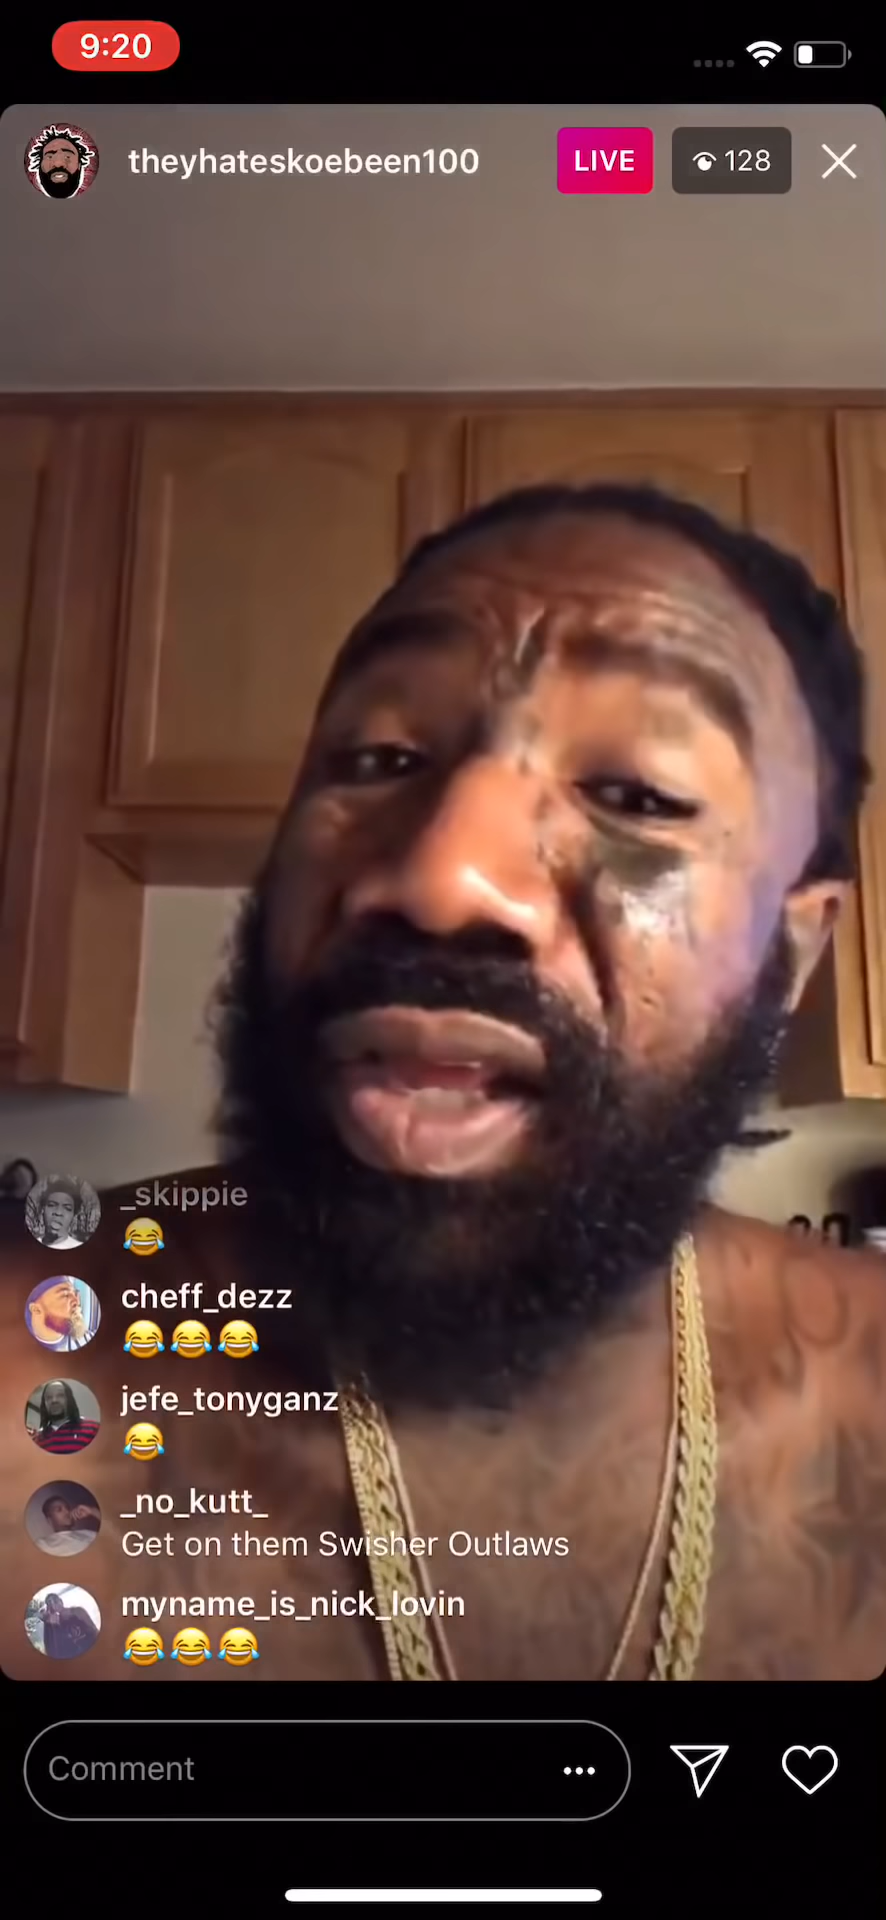 9:20
theyhateskoebeen100
LIVE
128
_skippie
😂
cheff_dezz
😂😂😂
jefe_tonyganz
😂
_no_kutt_
Get on them Swisher Outlaws
myname_is_nick_lovin
😂😂😂
Comment